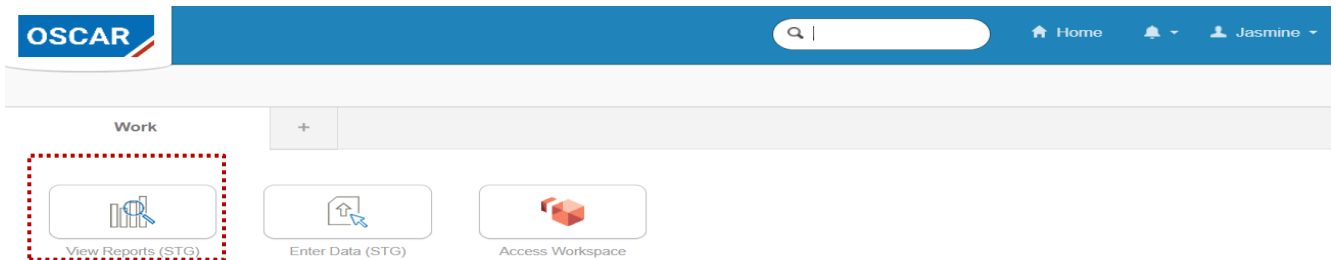 OSCAR
Home
Jasmine
Work
+
View Reports (STG)
Enter Data (STG)
Access Workspace